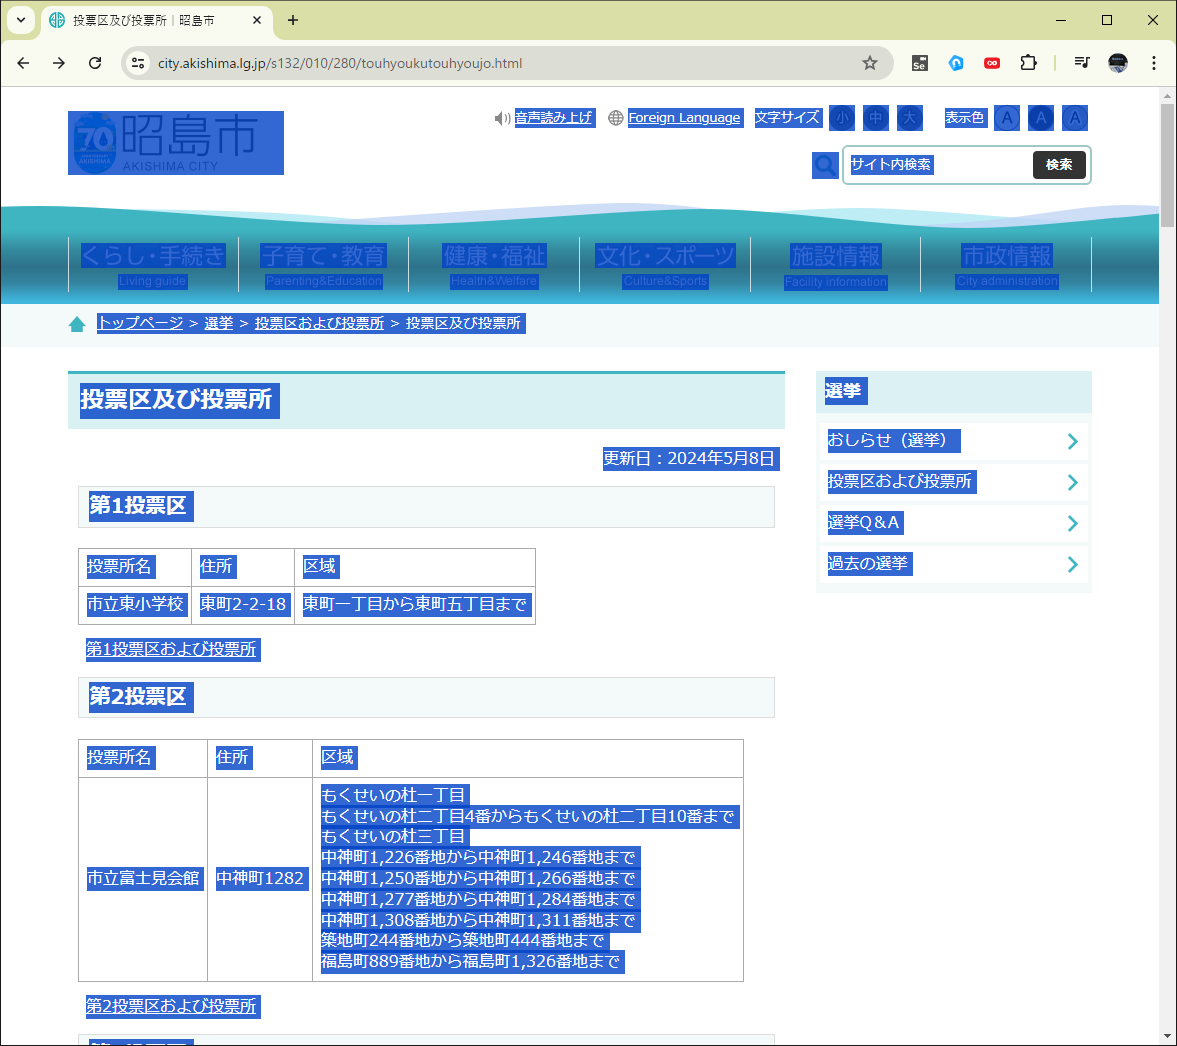 投票区及び投票所｜昭島市
city.akishima.lg.jp/s132/010/280/touhyoukutouhyoujo.html
70 昭島市
AKISHIMA CITY
音声読み上げ Foreign Language 文字サイズ 小 中 大 表示色 A A A
サイト内検索 検索
くらし・手続き 子育て・教育 健康・福祉 文化・スポーツ 施設情報 市政情報
Living guide Parenting&Education Health&Welfare Culture&Sports Facility information City administration
トップページ > 選挙 > 投票区および投票所 > 投票区及び投票所
投票区及び投票所
更新日：2024年5月8日
第1投票区
投票所名 住所 区域
市立東小学校 東町2-2-18 東町一丁目から東町五丁目まで
第1投票区および投票所
第2投票区
投票所名 住所 区域
市立富士見会館 中神町1282
もくせいの杜一丁目
もくせいの杜二丁目4番からもくせいの杜二丁目10番まで
もくせいの杜三丁目
中神町1,226番地から中神町1,246番地まで
中神町1,250番地から中神町1,266番地まで
中神町1,277番地から中神町1,284番地まで
中神町1,308番地から中神町1,311番地まで
築地町244番地から築地町444番地まで
福島町889番地から福島町1,326番地まで
第2投票区および投票所
選挙
おしらせ（選挙）
投票区および投票所
選挙Q＆A
過去の選挙